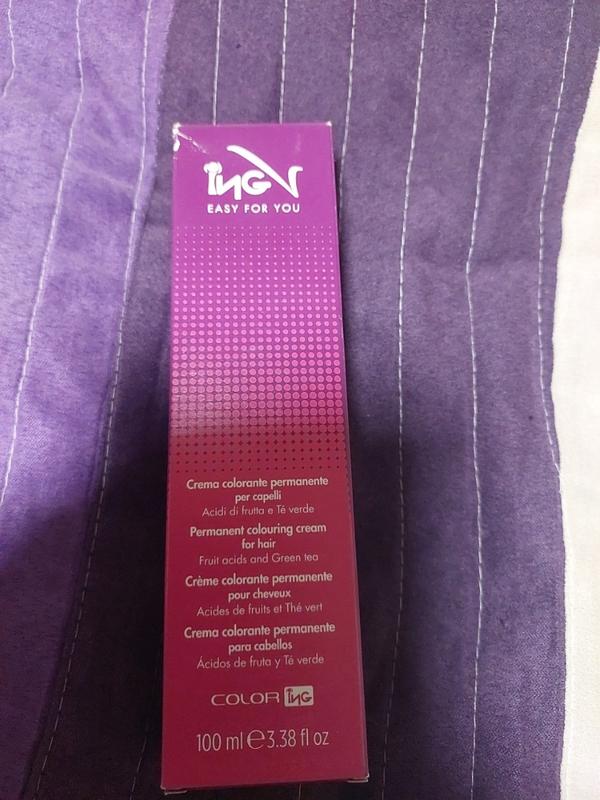 ING
EASY FOR YOU
Crema colorante permanente
per capelli
Acidi di frutta e Té verde
Permanent colouring cream
for hair
Fruit acids and Green tea
Crème colorante permanente
pour cheveux
Acides de fruits et Thé vert
Crema colorante permanente
para cabellos
Ácidos de fruta y Té verde
COLOR ING
100 ml ℮ 3.38 fl oz